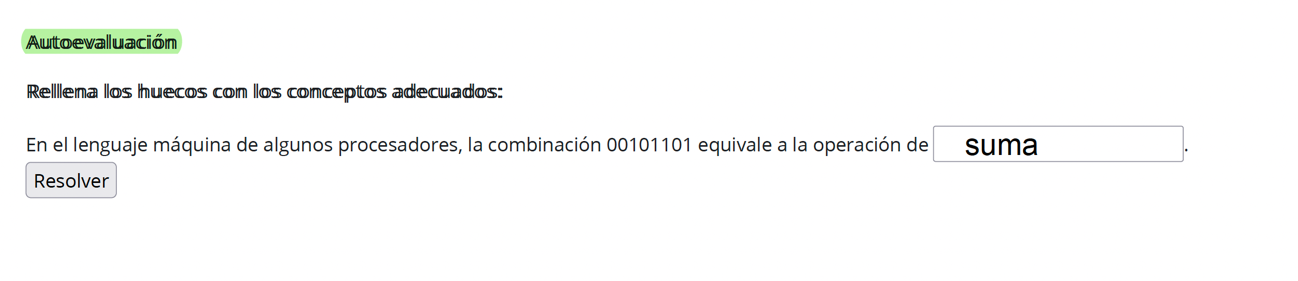 Autoevaluación
Rellena los huecos con los conceptos adecuados:
En el lenguaje máquina de algunos procesadores, la combinación 00101101 equivale a la operación de suma.
Resolver